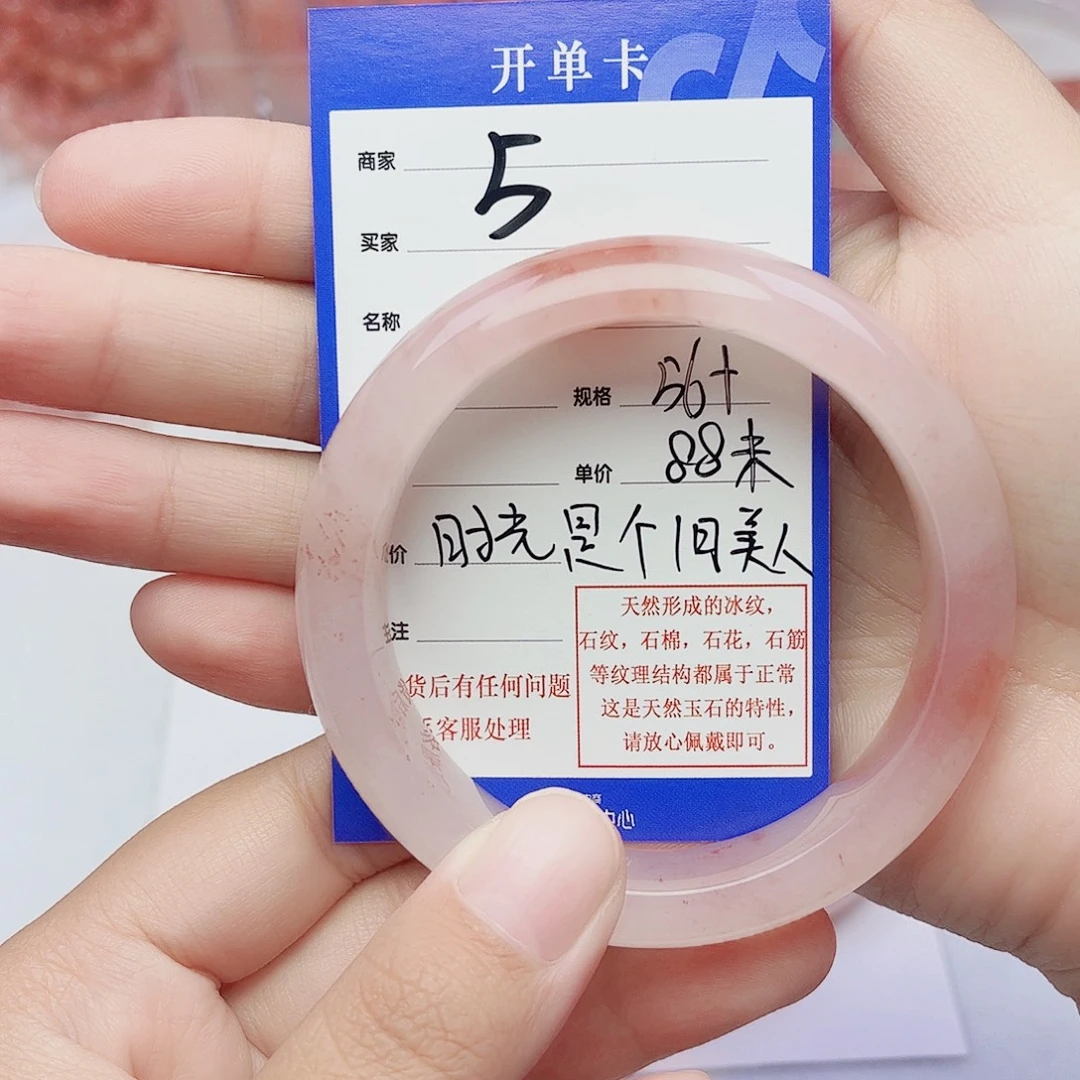 开单卡
商家
5
买家
名称
规格 56+
单价 88米
价 时光是个旧美人
注
天然形成的冰纹，
石纹，石棉，石花，石筋
等纹理结构都属于正常
这是天然玉石的特性，
请放心佩戴即可。
货后有任何问题
客服处理
中心